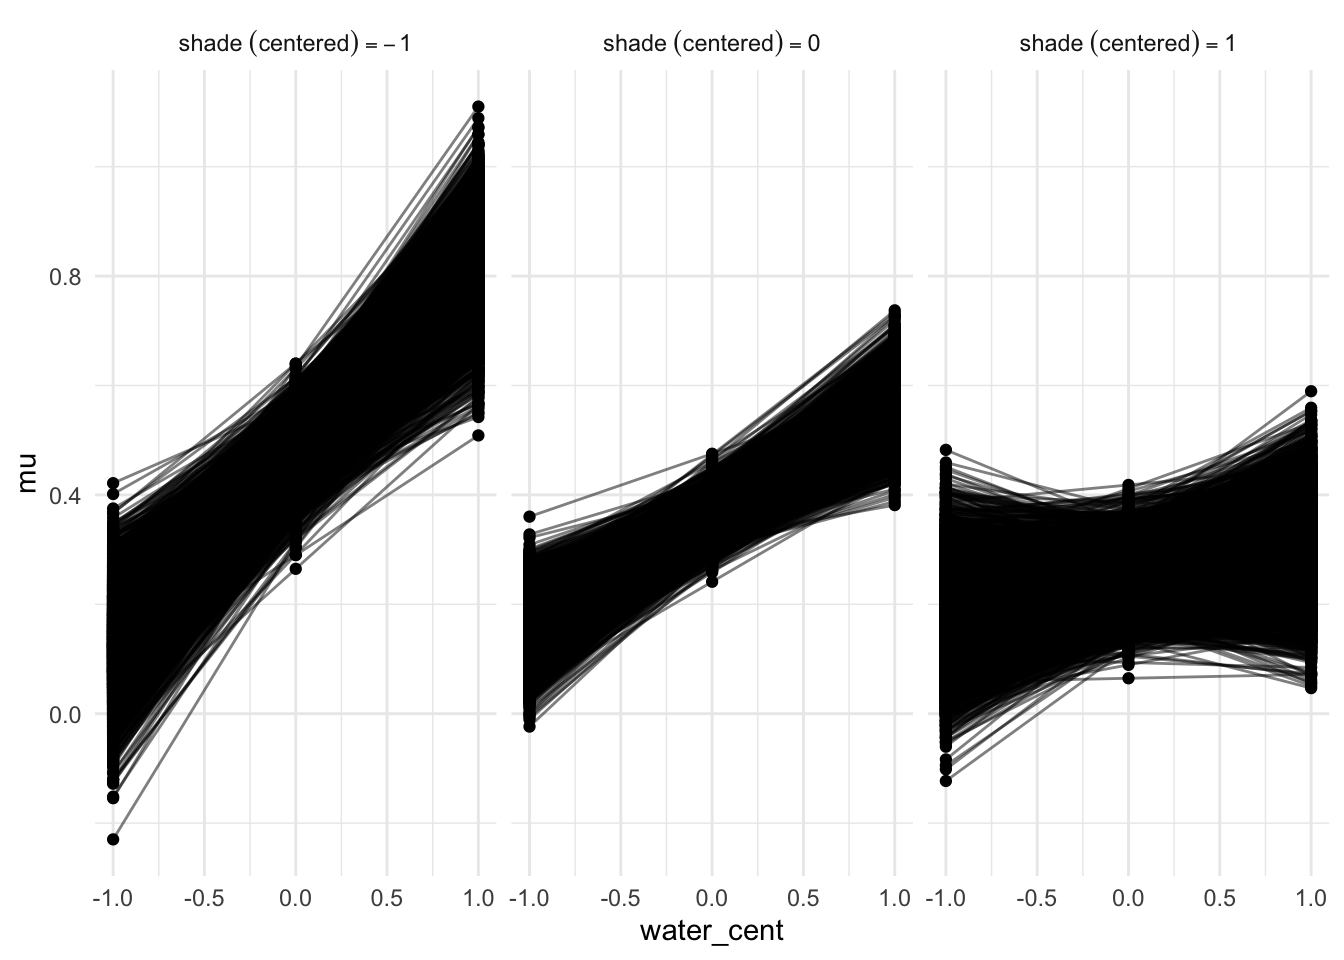 shade (centered) = − 1
shade (centered) = 0
shade (centered) = 1
mu
0.8
0.4
0.0
-1.0 -0.5 0.0 0.5 1.0
-1.0 -0.5 0.0 0.5 1.0
-1.0 -0.5 0.0 0.5 1.0
water_cent